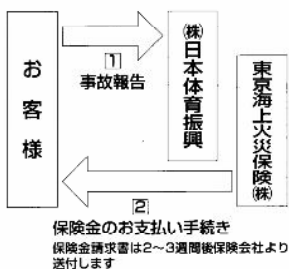 お客様
1
事故報告
㈱日本体育振興
東京海上火災保険㈱
2
保険金のお支払い手続き
保険金請求書は2～3週間後保険会社より
送付します